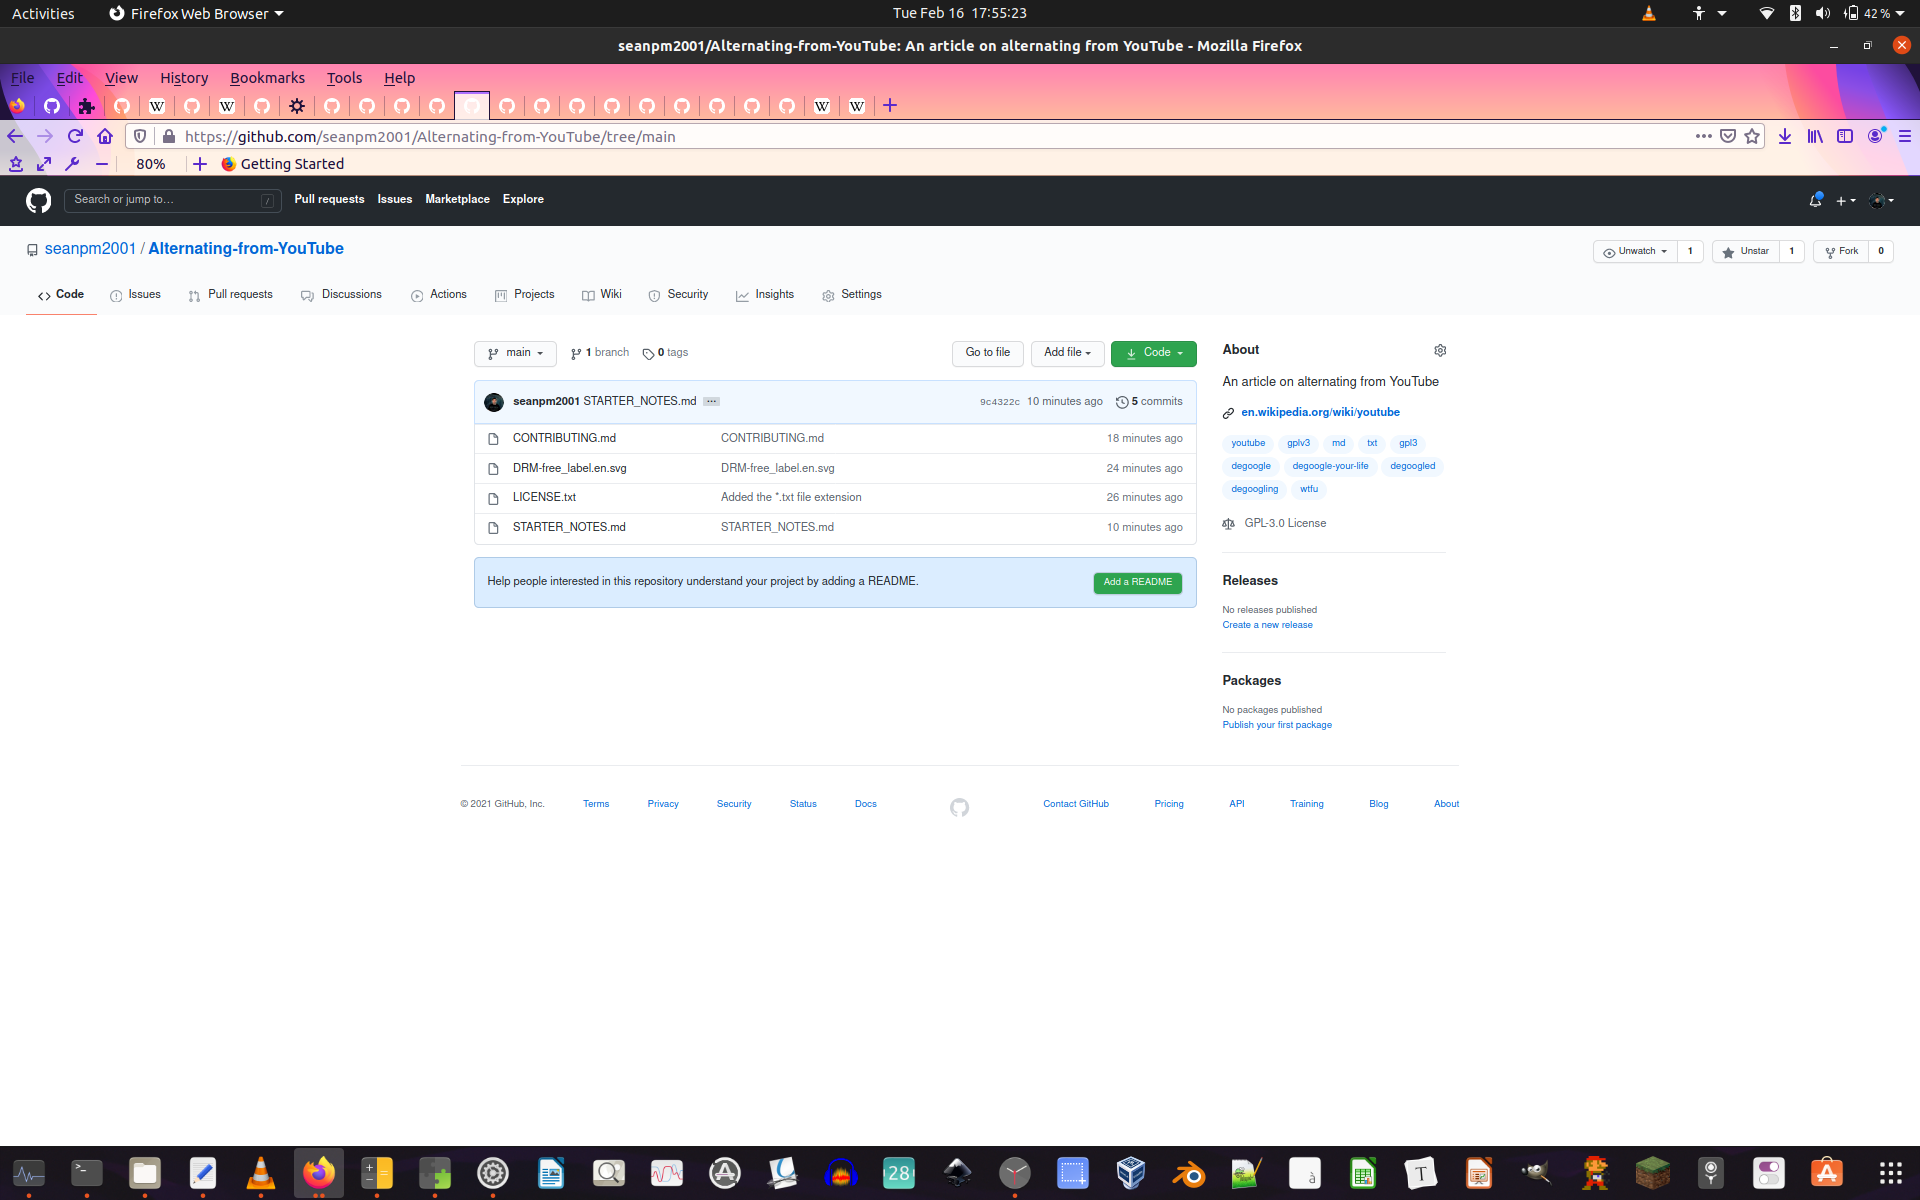 Activities Firefox Web Browser Tue Feb 16 17:55:23 42 %
seanpm2001/Alternating-from-YouTube: An article on alternating from YouTube - Mozilla Firefox
File Edit View History Bookmarks Tools Help
https://github.com/seanpm2001/Alternating-from-YouTube/tree/main
80% Getting Started
Search or jump to… / Pull requests Issues Marketplace Explore
seanpm2001 / Alternating-from-YouTube Unwatch 1 Unstar 1 Fork 0
Code Issues Pull requests Discussions Actions Projects Wiki Security Insights Settings
main 1 branch 0 tags Go to file Add file Code
seanpm2001 STARTER_NOTES.md ··· 9c4322c 10 minutes ago 5 commits
CONTRIBUTING.md CONTRIBUTING.md 18 minutes ago
DRM-free_label.en.svg DRM-free_label.en.svg 24 minutes ago
LICENSE.txt Added the *.txt file extension 26 minutes ago
STARTER_NOTES.md STARTER_NOTES.md 10 minutes ago
Help people interested in this repository understand your project by adding a README. Add a README
About
An article on alternating from YouTube
en.wikipedia.org/wiki/youtube
youtube gplv3 md txt gpl3
degoogle degoogle-your-life degoogled
degoogling wtfu
GPL-3.0 License
Releases
No releases published
Create a new release
Packages
No packages published
Publish your first package
© 2021 GitHub, Inc. Terms Privacy Security Status Docs Contact GitHub Pricing API Training Blog About
28